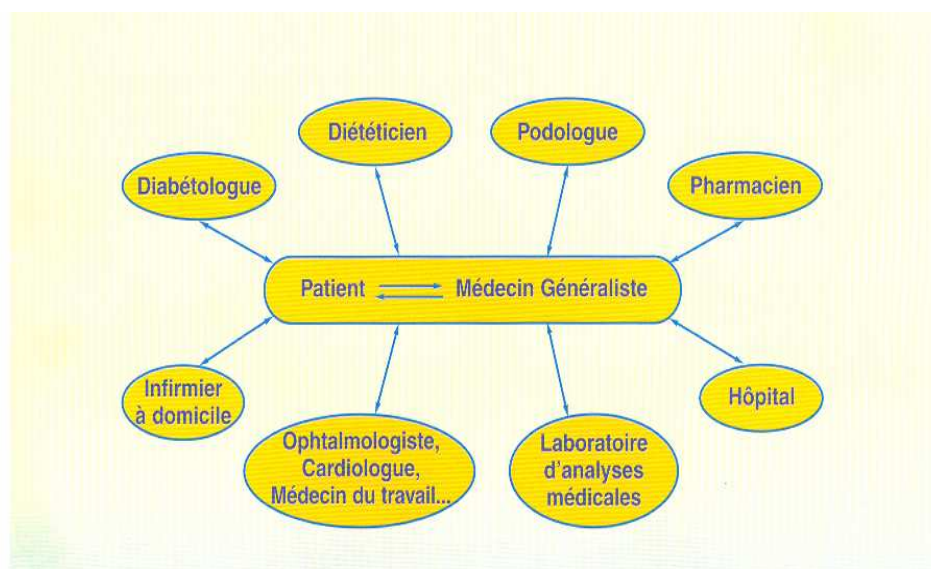 Diététicien
Podologue
Diabétologue
Pharmacien
Patient
Médecin Généraliste
Infirmier
à domicile
Hôpital
Ophtalmologiste,
Cardiologue,
Médecin du travail...
Laboratoire
d'analyses
médicales